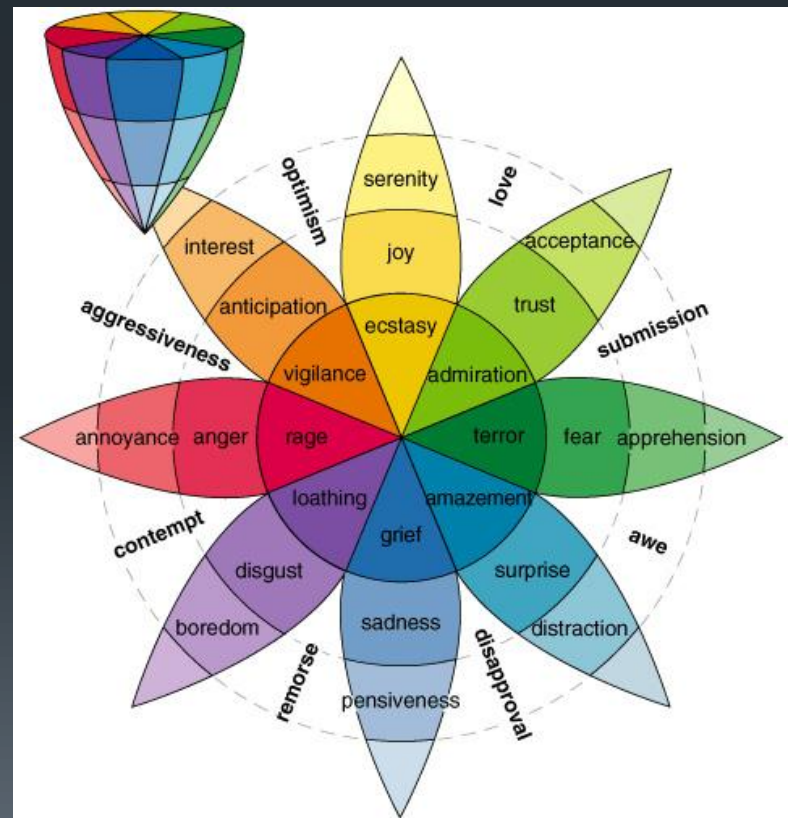 optimism
love
serenity
interest
acceptance
joy
anticipation
trust
aggressiveness
submission
ecstasy
vigilance
admiration
annoyance
anger
rage
terror
fear
apprehension
loathing
amazement
contempt
grief
awe
disgust
surprise
boredom
sadness
distraction
remorse
disapproval
pensiveness